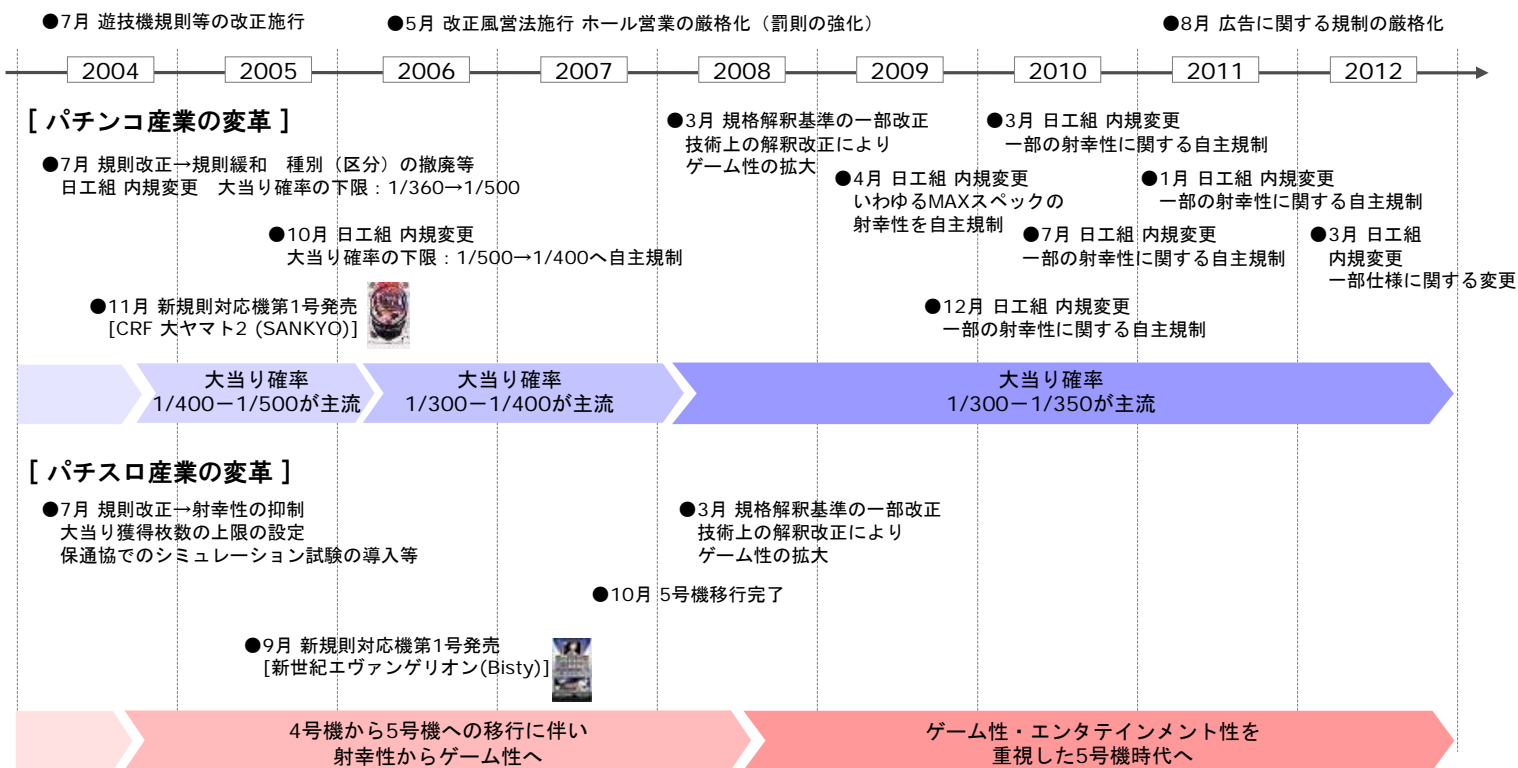 ●7月 遊技機規則等の改正施行
●5月 改正風営法施行 ホール営業の厳格化（罰則の強化）
●8月 広告に関する規制の厳格化
2004
2005
2006
2007
2008
2009
2010
2011
2012
[ パチンコ産業の変革 ]
●7月 規則改正→規則緩和　種別（区分）の撤廃等
日工組 内規変更　大当り確率の下限：1/360→1/500
●10月 日工組 内規変更
大当り確率の下限：1/500→1/400へ自主規制
●11月 新規則対応機第1号発売
[CRF 大ヤマト2 (SANKYO)]
●3月 規格解釈基準の一部改正
技術上の解釈改正により
ゲーム性の拡大
●4月 日工組 内規変更
いわゆるMAXスペックの
射幸性を自主規制
●12月 日工組 内規変更
一部の射幸性に関する自主規制
●3月 日工組 内規変更
一部の射幸性に関する自主規制
●7月 日工組 内規変更
一部の射幸性に関する自主規制
●1月 日工組 内規変更
一部の射幸性に関する自主規制
●3月 日工組
内規変更
一部仕様に関する変更
大当り確率
1/400－1/500が主流
大当り確率
1/300－1/400が主流
大当り確率
1/300－1/350が主流
[ パチスロ産業の変革 ]
●7月 規則改正→射幸性の抑制
大当り獲得枚数の上限の設定
保通協でのシミュレーション試験の導入等
●9月 新規則対応機第1号発売
[新世紀エヴァンゲリオン(Bisty)]
●10月 5号機移行完了
●3月 規格解釈基準の一部改正
技術上の解釈改正により
ゲーム性の拡大
4号機から5号機への移行に伴い
射幸性からゲーム性へ
ゲーム性・エンタテインメント性を
重視した5号機時代へ